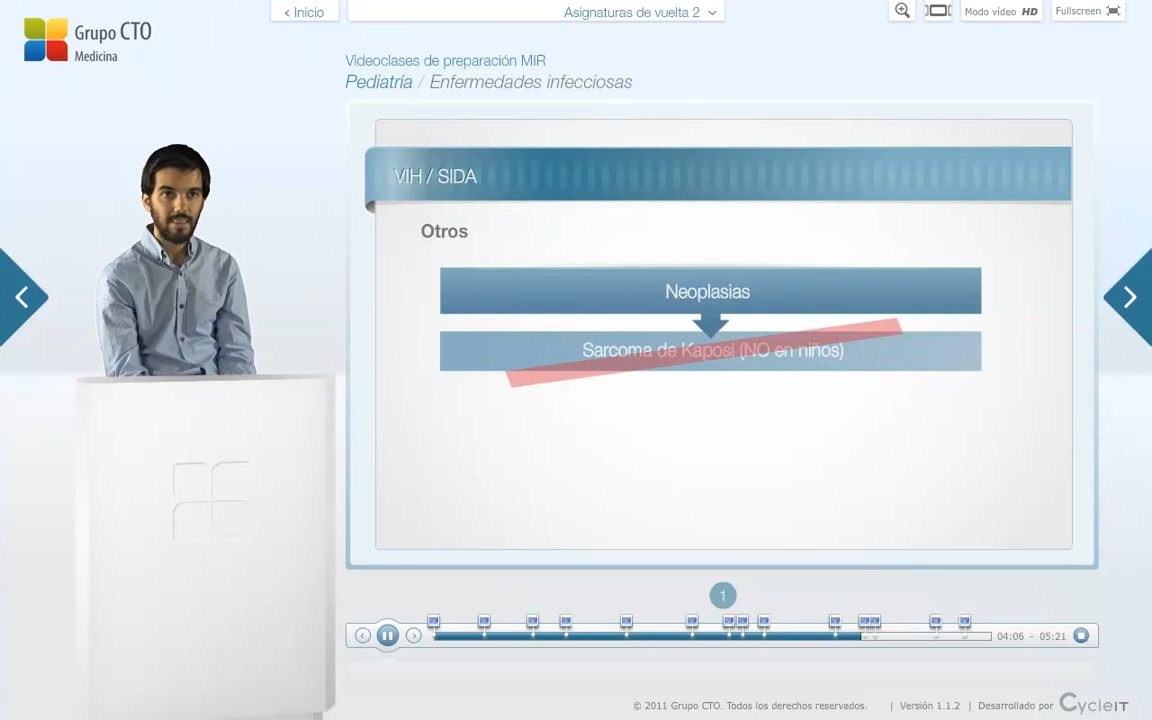 Grupo CTO
Medicina
‹ Inicio
Asignaturas de vuelta 2
Modo vídeo HD
Fullscreen
Videoclases de preparación MIR
Pediatría / Enfermedades infecciosas
VIH / SIDA
Otros
Neoplasias
Sarcoma de Kaposi (NO en niños)
1
04:06 - 05:21
© 2011 Grupo CTO. Todos los derechos reservados. | Versión 1.1.2 | Desarrollado por CycleIT